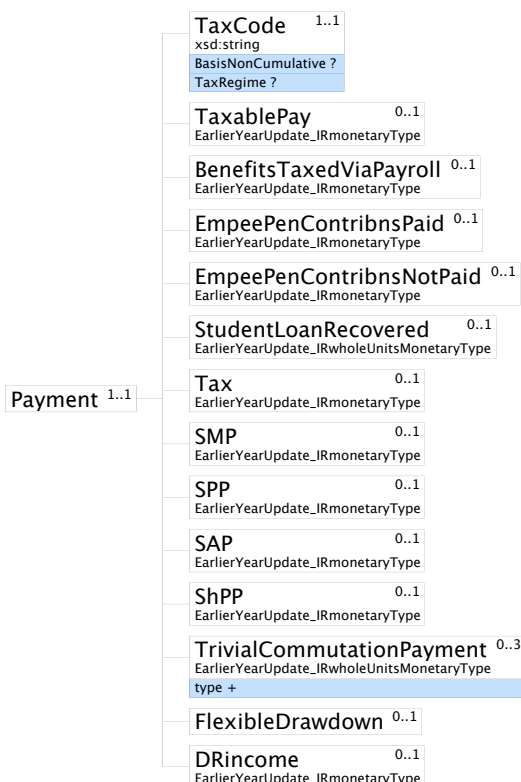 TaxCode 1..1
xsd:string
BasisNonCumulative ?
TaxRegime ?
TaxablePay 0..1
EarlierYearUpdate_IRmonetaryType
BenefitsTaxedViaPayroll 0..1
EarlierYearUpdate_IRmonetaryType
EmpeePenContribnsPaid 0..1
EarlierYearUpdate_IRmonetaryType
EmpeePenContribnsNotPaid 0..1
EarlierYearUpdate_IRmonetaryType
StudentLoanRecovered 0..1
EarlierYearUpdate_IRwholeUnitsMonetaryType
Payment 1..1
Tax 0..1
EarlierYearUpdate_IRmonetaryType
SMP 0..1
EarlierYearUpdate_IRmonetaryType
SPP 0..1
EarlierYearUpdate_IRmonetaryType
SAP 0..1
EarlierYearUpdate_IRmonetaryType
ShPP 0..1
EarlierYearUpdate_IRmonetaryType
TrivialCommutationPayment 0..3
EarlierYearUpdate_IRwholeUnitsMonetaryType
type +
FlexibleDrawdown 0..1
DRincome 0..1
EarlierYearUpdate_IRmonetaryType